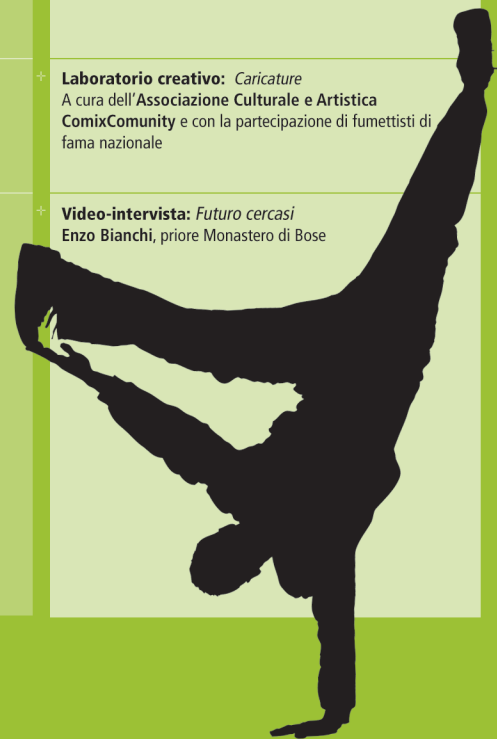 Laboratorio creativo: Caricature
A cura dell'Associazione Culturale e Artistica
ComixComunity e con la partecipazione di fumettisti di
fama nazionale
Video-intervista: Futuro cercasi
Enzo Bianchi, priore Monastero di Bose